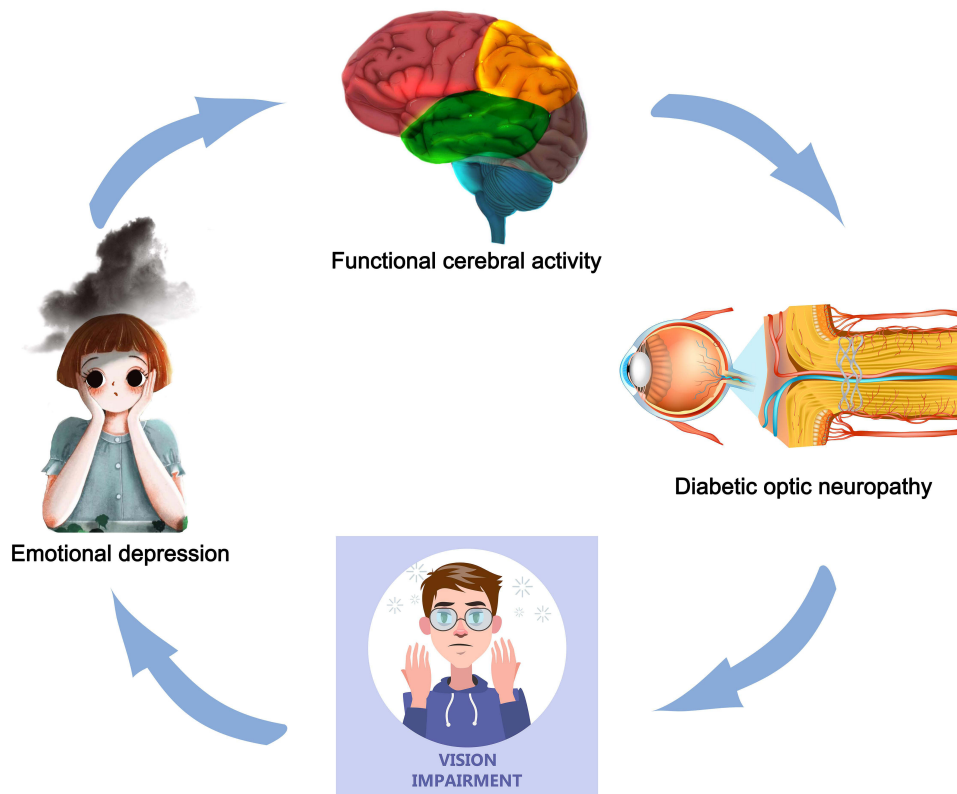 Functional cerebral activity
Diabetic optic neuropathy
Emotional depression
VISION
IMPAIRMENT